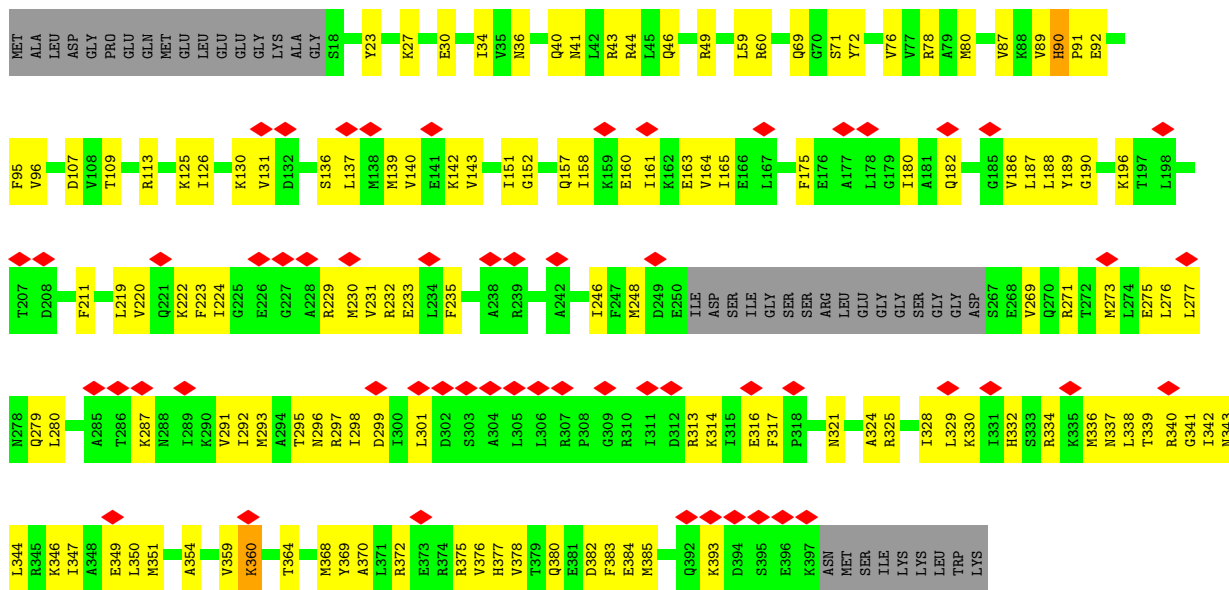 MET ALA LEU ASP GLY PRO GLU GLN MET GLU LEU GLU GLU GLY LYS ALA GLY S18 Y23 K27 E30 I34 V35 N36 Q40 N41 L42 R43 R44 L45 Q46 R49 L59 R60 Q69 G70 S71 Y72 V76 V77 R78 A79 M80 V87 K88 V89 H90 P91 E92
F95 V96 D107 V108 T109 R113 K125 I126 K130 V131 D132 S136 L137 M138 M139 V140 E141 K142 V143 I151 G152 Q157 I158 K159 E160 I161 K162 E163 V164 I165 E166 L167 F175 E176 A177 L178 G179 I180 A181 Q182 G185 V186 L187 L188 Y189 G190 K196 T197 L198
T207 D208 F211 L219 V220 Q221 K222 F223 I224 G225 E226 G227 A228 R229 M230 V231 R232 E233 L234 F235 A238 R239 A242 I246 F247 M248 D249 E250 ILE ASP SER ILE GLY SER SER ARG LEU GLU GLY GLY SER GLY GLY ASP S267 E268 V269 Q270 R271 T272 M273 L274 E275 L276 L277
N278 Q279 L280 A285 T286 K287 N288 I289 K290 V291 I292 M293 A294 T295 N296 R297 I298 D299 I300 L301 D302 S303 A304 L305 L306 R307 P308 G309 R310 I311 D312 R313 K314 I315 E316 F317 P318 N321 A324 R325 I328 L329 K330 I331 H332 S333 R334 K335 M336 N337 L338 T339 R340 G341 I342 N343
L344 R345 K346 I347 A348 E349 L350 M351 A354 V359 K360 T364 M368 Y369 A370 L371 R372 E373 R374 R375 V376 H377 V378 T379 Q380 E381 D382 F383 E384 M385 Q392 K393 D394 S395 E396 K397 ASN MET SER ILE LYS LYS LEU TRP LYS